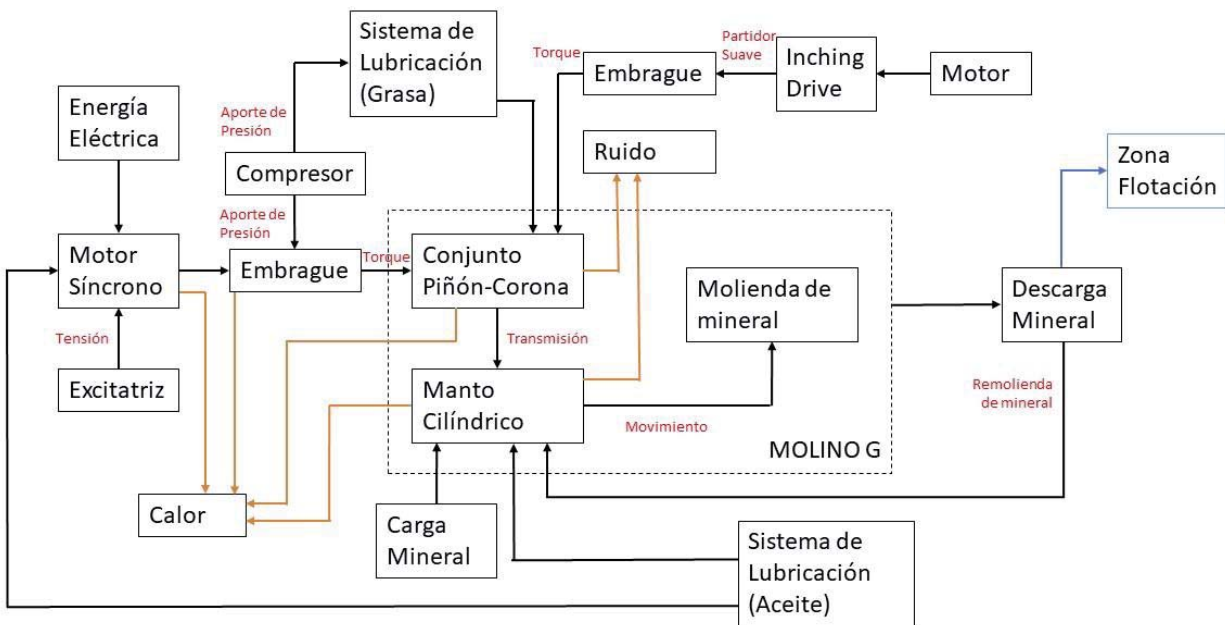 Sistema de
Lubricación
(Grasa)
Torque
Embrague
Partidor
Suave
Inching
Drive
Motor
Energía
Eléctrica
Aporte de
Presión
Ruido
Zona
Flotación
Compresor
Aporte de
Presión
Motor
Síncrono
Embrague
Torque
Conjunto
Piñón-Corona
Molienda de
mineral
Descarga
Mineral
Tensión
Transmisión
Excitatriz
Manto
Cilíndrico
Movimiento
Remolienda
de mineral
MOLINO G
Calor
Carga
Mineral
Sistema de
Lubricación
(Aceite)